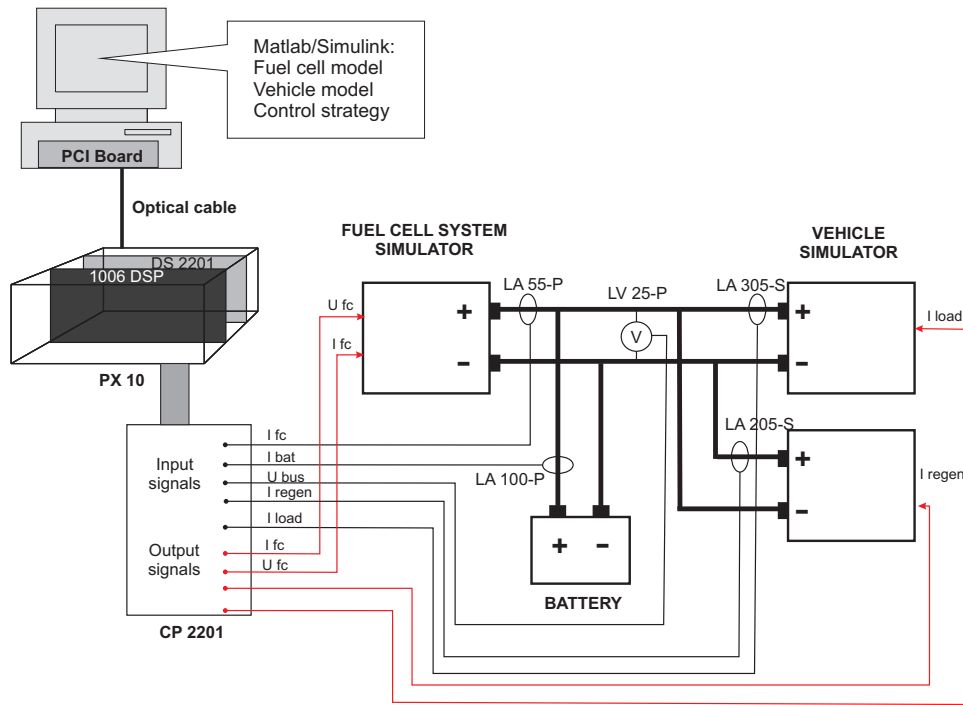 Matlab/Simulink:
Fuel cell model
Vehicle model
Control strategy
PCI Board
Optical cable
DS 2201
1006 DSP
PX 10
FUEL CELL SYSTEM
SIMULATOR
VEHICLE
SIMULATOR
LA 55-P
LV 25-P
LA 305-S
U fc
I fc
+
-
V
+
-
I load
LA 205-S
+
-
I regen
LA 100-P
+ -
BATTERY
Input
signals
I fc
I bat
U bus
I regen
I load
Output
signals
I fc
U fc
CP 2201